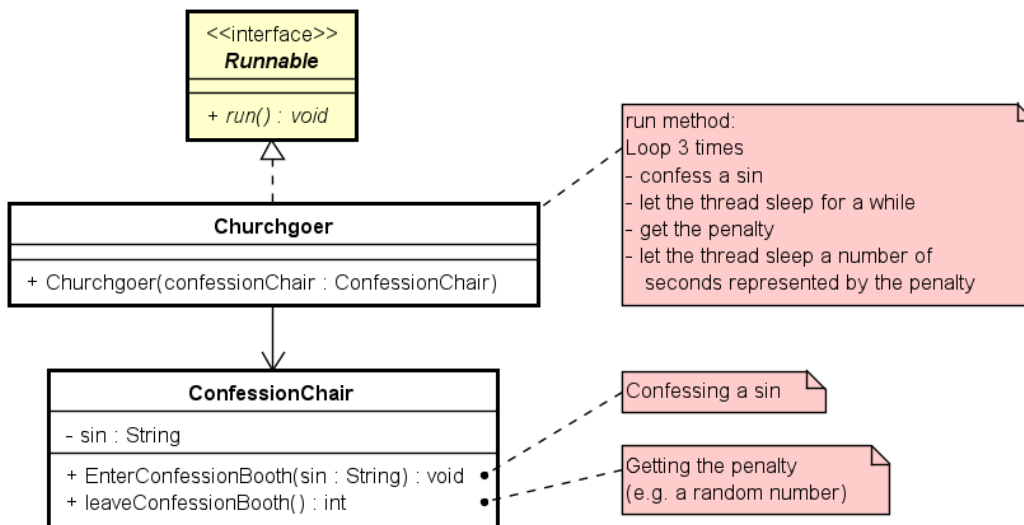 <<interface>>
Runnable
+ run() : void
run method:
Loop 3 times
- confess a sin
- let the thread sleep for a while
- get the penalty
- let the thread sleep a number of
seconds represented by the penalty
Churchgoer
+ Churchgoer(confessionChair : ConfessionChair)
ConfessionChair
- sin : String
+ EnterConfessionBooth(sin : String) : void
+ leaveConfessionBooth() : int
Confessing a sin
Getting the penalty
(e.g. a random number)